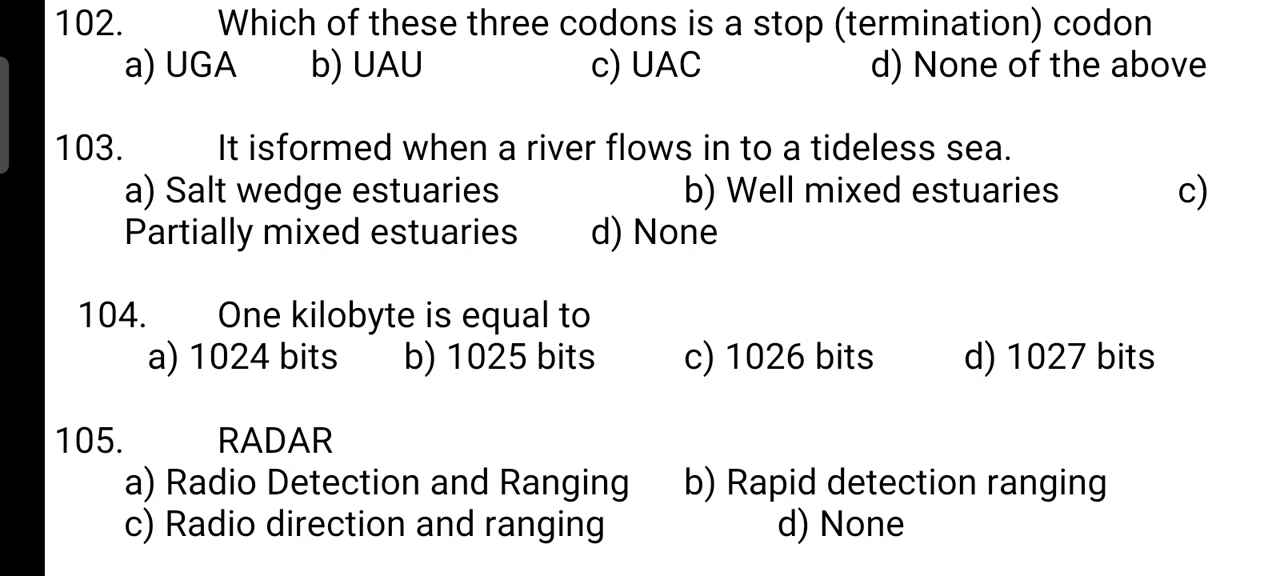 102. Which of these three codons is a stop (termination) codon
a) UGA b) UAU c) UAC d) None of the above
103. It isformed when a river flows in to a tideless sea.
a) Salt wedge estuaries b) Well mixed estuaries c)
Partially mixed estuaries d) None
104. One kilobyte is equal to
a) 1024 bits b) 1025 bits c) 1026 bits d) 1027 bits
105. RADAR
a) Radio Detection and Ranging b) Rapid detection ranging
c) Radio direction and ranging d) None